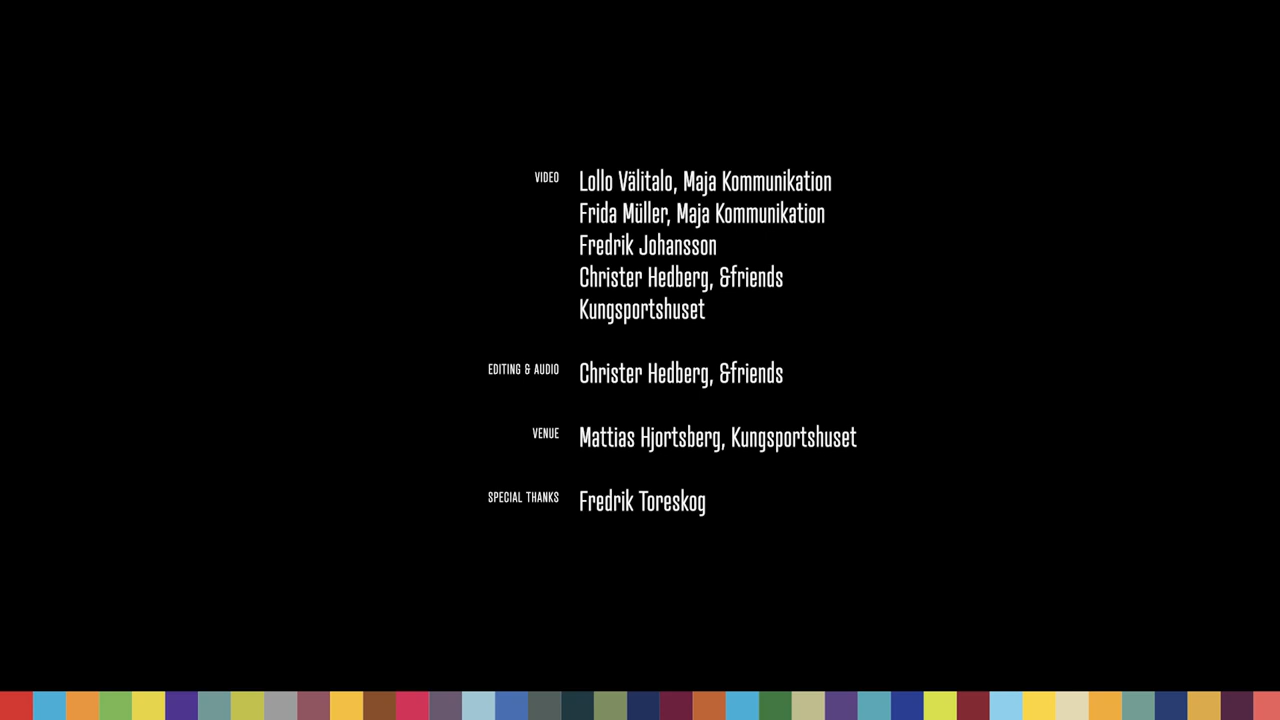 VIDEO Lollo Välitalo, Maja Kommunikation
Frida Müller, Maja Kommunikation
Fredrik Johansson
Christer Hedberg, &friends
Kungsportshuset
EDITING & AUDIO Christer Hedberg, &friends
VENUE Mattias Hjortsberg, Kungsportshuset
SPECIAL THANKS Fredrik Toreskog